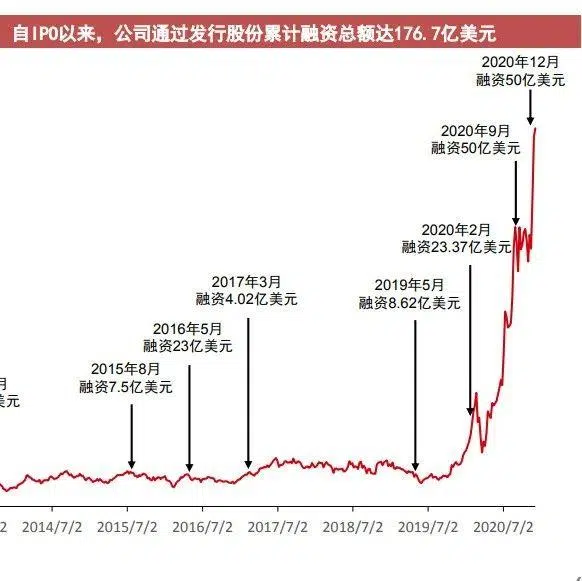 自IPO以来，公司通过发行股份累计融资总额达176.7亿美元
2020年12月
融资50亿美元
2020年9月
融资50亿美元
2020年2月
融资23.37亿美元
2017年3月
融资4.02亿美元
2019年5月
融资8.62亿美元
2016年5月
融资23亿美元
2015年8月
融资7.5亿美元
月
美元
2014/7/2
2015/7/2
2016/7/2
2017/7/2
2018/7/2
2019/7/2
2020/7/2